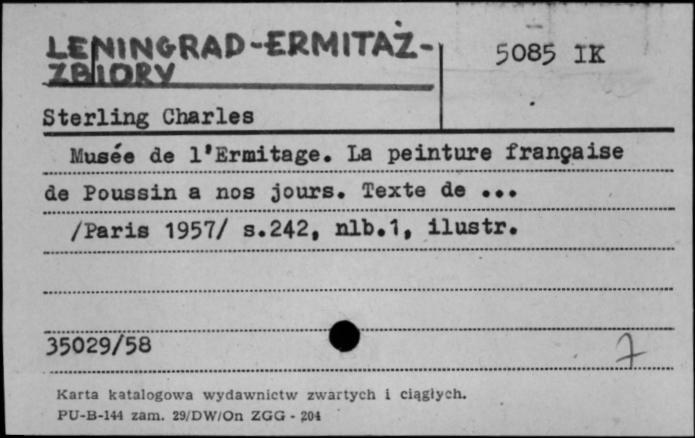 LENINGRAD-ERMITAŻ-
ZBIORY
5085 IK
Sterling Charles
Musée de l'Ermitage. La peinture française
de Poussin a nos jours. Texte de ...
/Paris 1957/ s.242, nlb.1, ilustr.
35029/58
7
Karta katalogowa wydawnictw zwartych i ciągłych.
PU-B-144 zam. 29/DW/On ZGG - 204